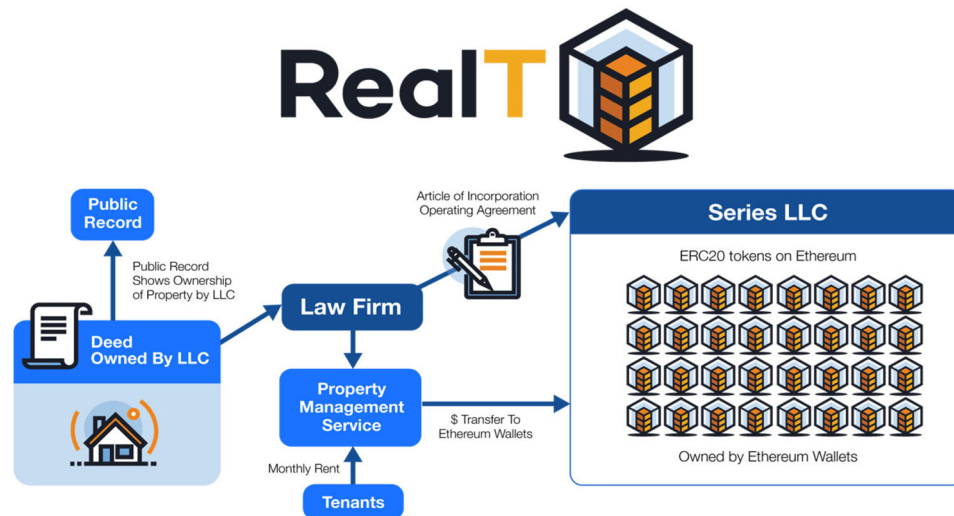 RealT
Public
Record
Public Record
Shows Ownership
of Property by LLC
Deed
Owned By LLC
Law Firm
Article of Incorporation
Operating Agreement
Property
Management
Service
Monthly Rent
Tenants
$ Transfer To
Ethereum Wallets
Series LLC
ERC20 tokens on Ethereum
Owned by Ethereum Wallets